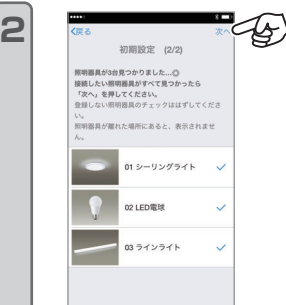 2
<戻る
次へ
初期設定 (2/2)
照明器具が3台見つかりました...
接続したい照明器具がすべて見つかったら
「次へ」を押してください。
登録しない照明器具のチェックははずしてくださ
い。
照明器具が離れた場所にあると、表示されませ
ん。
01 シーリングライト
02 LED電球
03 ラインライト